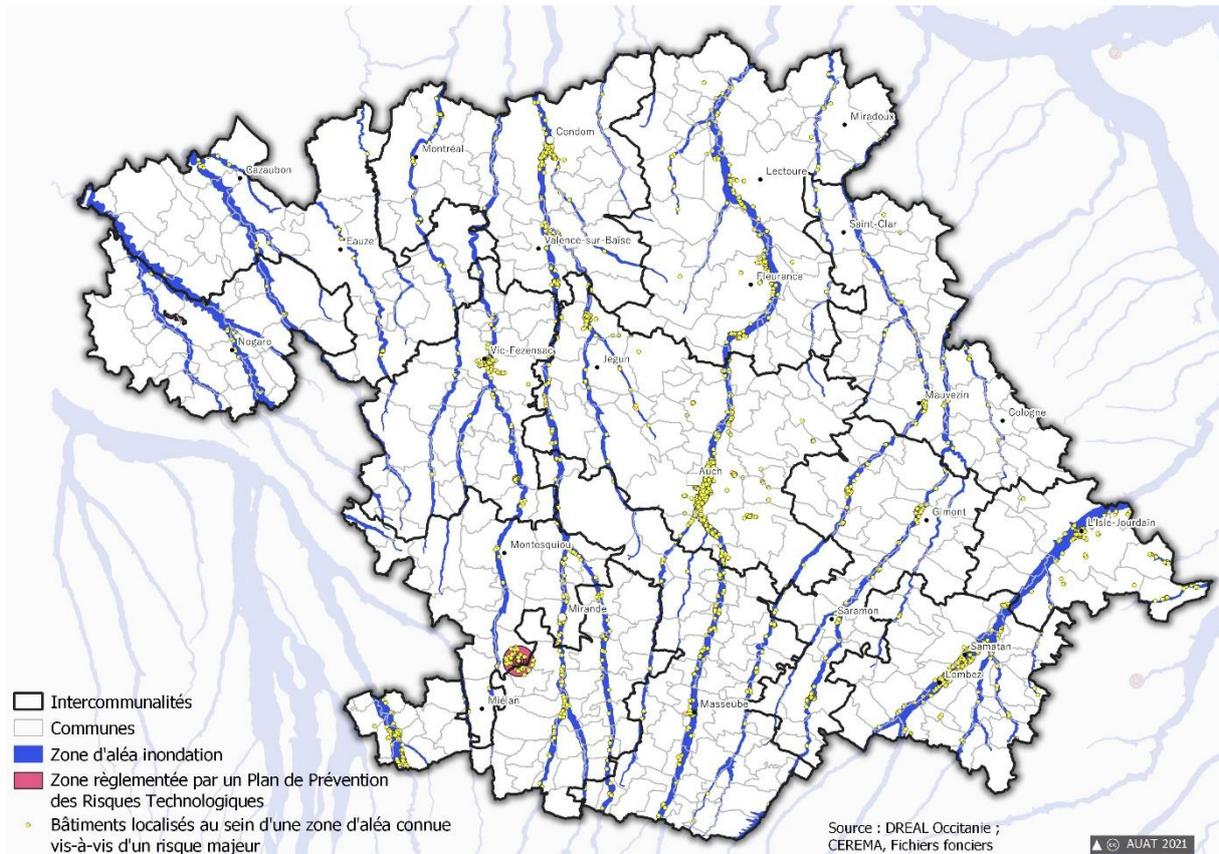 Miradoux
Condom
Montréal
Lectoure
Cazaubon
Saint-Clar
Eauze
Valence-sur-Baïse
Fleurance
Nogaro
Vic-Fezensac
Jegun
Mauvezin
Cologne
Auch
Gimont
L'Isle-Jourdain
Montesquiou
Mirande
Saramon
Samatan
Lombez
Miélan
Masseube
Intercommunalités
Communes
Zone d'aléa inondation
Zone règlementée par un Plan de Prévention
des Risques Technologiques
Bâtiments localisés au sein d'une zone d'aléa connue
vis-à-vis d'un risque majeur
Source : DREAL Occitanie ;
CEREMA, Fichiers fonciers
cc AUAT 2021